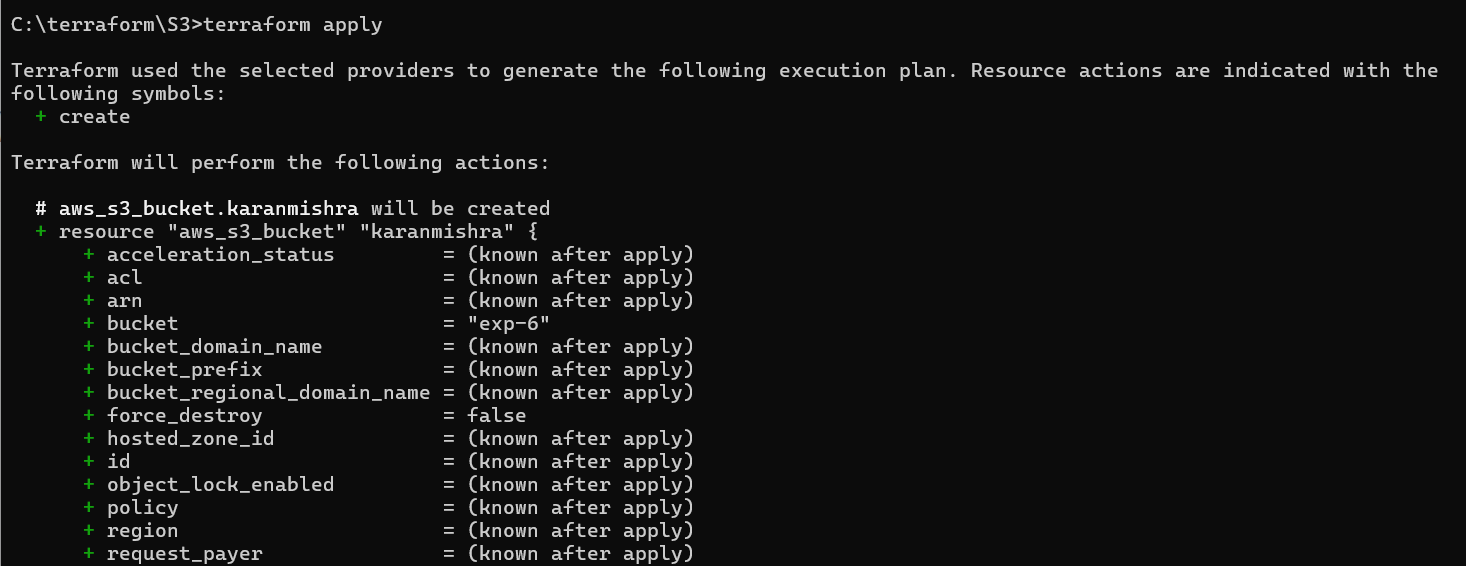 C:\terraform\S3>terraform apply
Terraform used the selected providers to generate the following execution plan. Resource actions are indicated with the
following symbols:
  + create
Terraform will perform the following actions:
  # aws_s3_bucket.karanmishra will be created
  + resource "aws_s3_bucket" "karanmishra" {
      + acceleration_status         = (known after apply)
      + acl                         = (known after apply)
      + arn                         = (known after apply)
      + bucket                      = "exp-6"
      + bucket_domain_name          = (known after apply)
      + bucket_prefix               = (known after apply)
      + bucket_regional_domain_name = (known after apply)
      + force_destroy               = false
      + hosted_zone_id              = (known after apply)
      + id                          = (known after apply)
      + object_lock_enabled         = (known after apply)
      + policy                      = (known after apply)
      + region                      = (known after apply)
      + request_payer               = (known after apply)